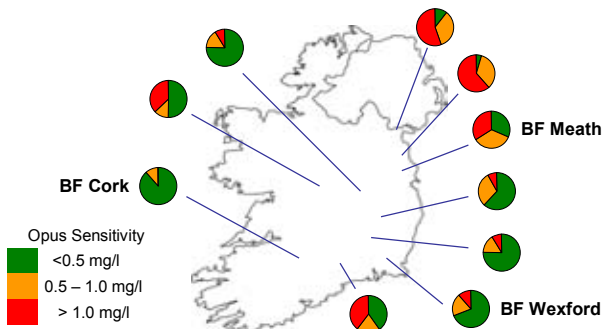 BF Meath
BF Cork
Opus Sensitivity
<0.5 mg/l
0.5 – 1.0 mg/l
> 1.0 mg/l
BF Wexford